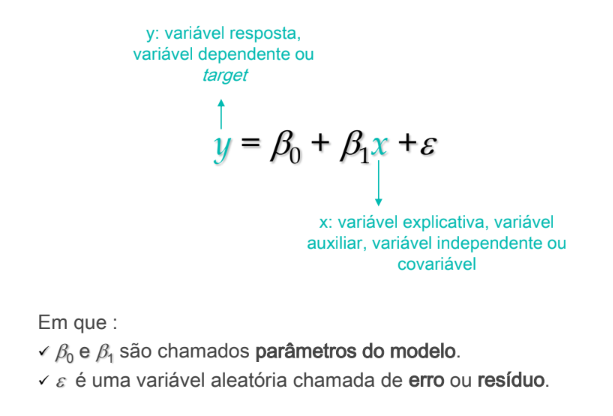 y: variável resposta,
variável dependente ou
target
y = β₀ + β₁x + ε
x: variável explicativa, variável
auxiliar, variável independente ou
covariável
Em que :
✓ β₀ e β₁ são chamados parâmetros do modelo.
✓ ε é uma variável aleatória chamada de erro ou resíduo.